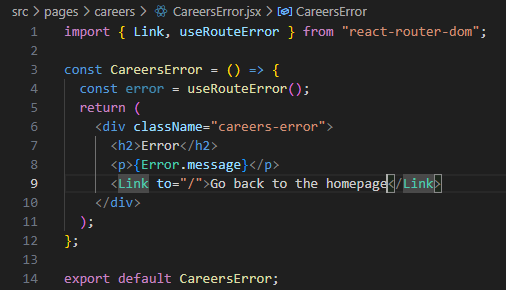 src > pages > careers > CareersError.jsx > CareersError
1 import { Link, useRouteError } from "react-router-dom";
2
3 const CareersError = () => {
4   const error = useRouteError();
5   return (
6     <div className="careers-error">
7       <h2>Error</h2>
8       <p>{Error.message}</p>
9       <Link to="/">Go back to the homepage</Link>
10     </div>
11   );
12 };
13
14 export default CareersError;